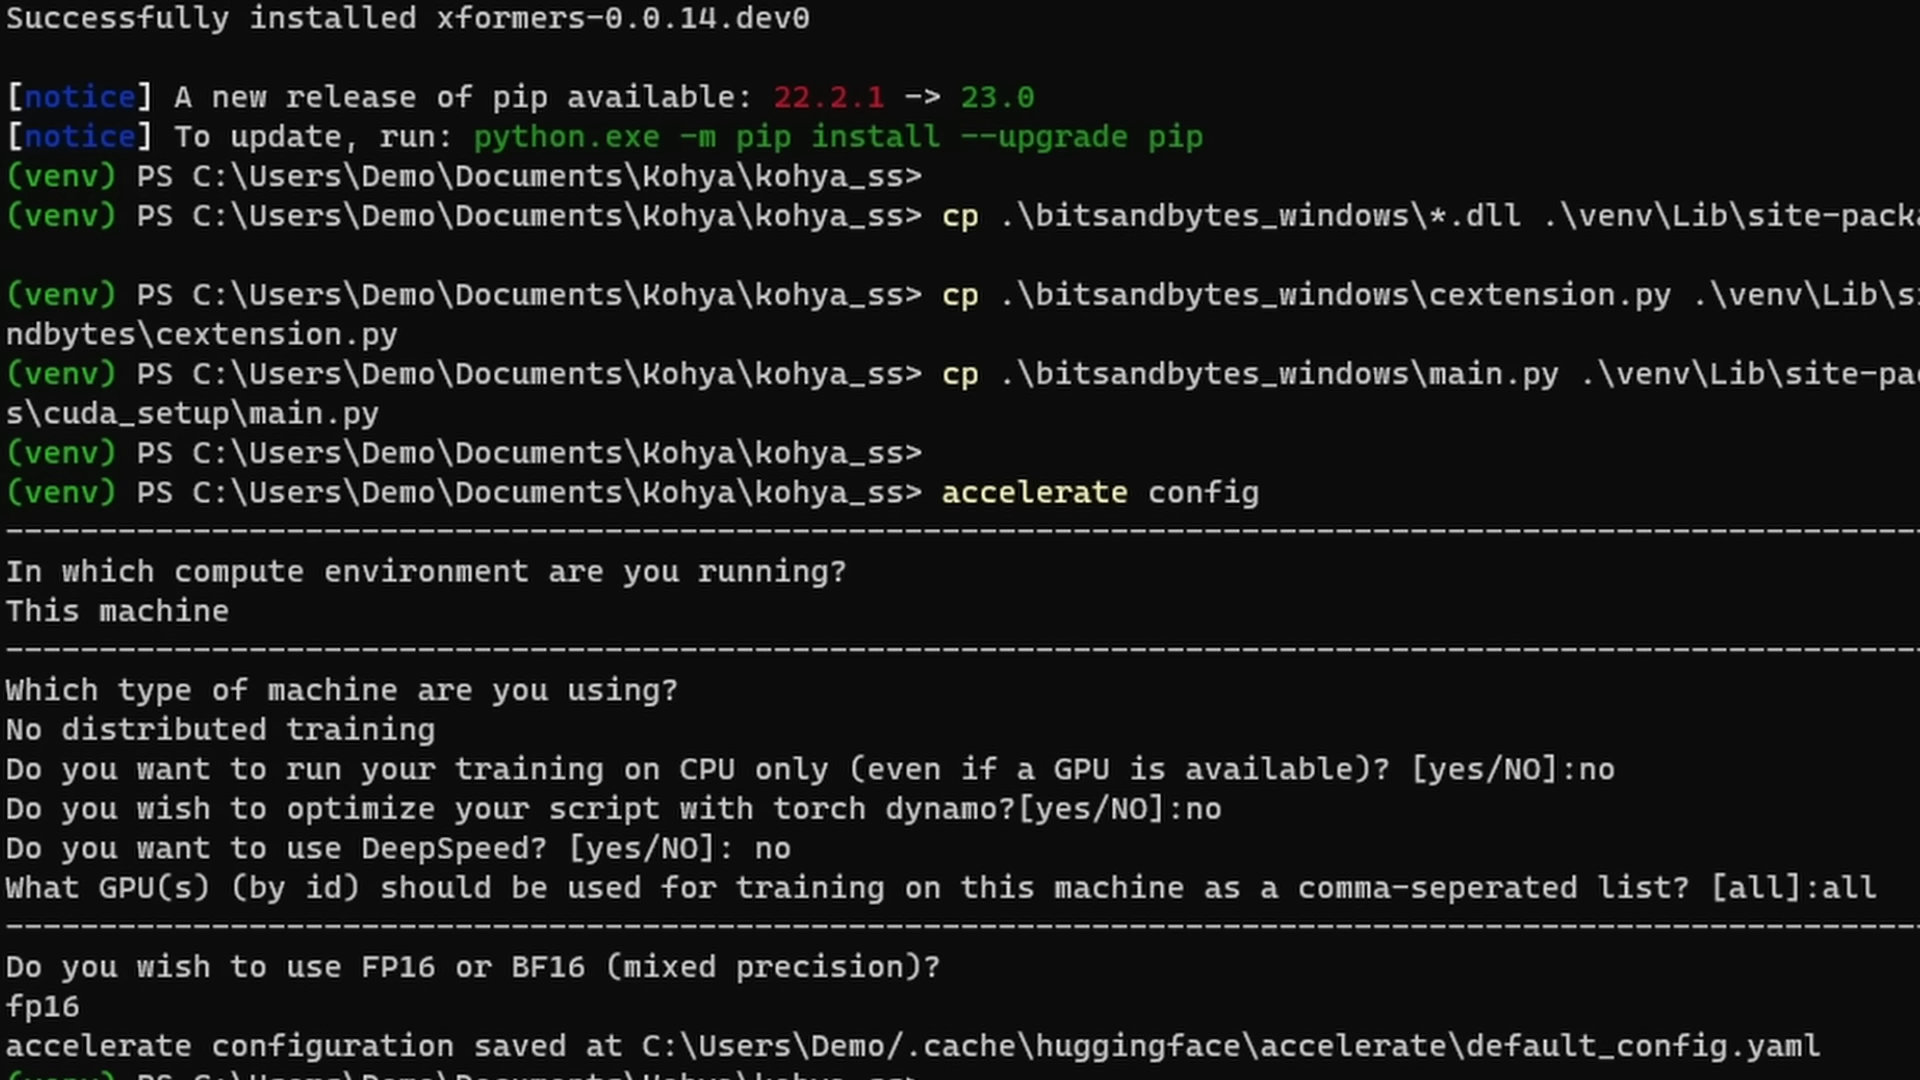 Successfully installed xformers-0.0.14.dev0
[notice] A new release of pip available: 22.2.1 -> 23.0
[notice] To update, run: python.exe -m pip install --upgrade pip
(venv) PS C:\Users\Demo\Documents\Kohya\kohya_ss>
(venv) PS C:\Users\Demo\Documents\Kohya\kohya_ss> cp .\bitsandbytes_windows\*.dll .\venv\Lib\site-packa
(venv) PS C:\Users\Demo\Documents\Kohya\kohya_ss> cp .\bitsandbytes_windows\cextension.py .\venv\Lib\si
ndbytes\cextension.py
(venv) PS C:\Users\Demo\Documents\Kohya\kohya_ss> cp .\bitsandbytes_windows\main.py .\venv\Lib\site-pac
s\cuda_setup\main.py
(venv) PS C:\Users\Demo\Documents\Kohya\kohya_ss>
(venv) PS C:\Users\Demo\Documents\Kohya\kohya_ss> accelerate config
In which compute environment are you running?
This machine
Which type of machine are you using?
No distributed training
Do you want to run your training on CPU only (even if a GPU is available)? [yes/NO]:no
Do you wish to optimize your script with torch dynamo?[yes/NO]:no
Do you want to use DeepSpeed? [yes/NO]: no
What GPU(s) (by id) should be used for training on this machine as a comma-seperated list? [all]:all
Do you wish to use FP16 or BF16 (mixed precision)?
fp16
accelerate configuration saved at C:\Users\Demo/.cache\huggingface\accelerate\default_config.yaml
(venv) PS C:\Users\Demo\Documents\Kohya\kohya_ss>